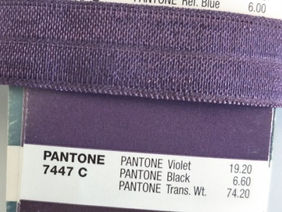 PANTONE Ref. Blue 6.00
PANTONE
7447 C
PANTONE Violet 19.20
PANTONE Black 6.60
PANTONE Trans. Wt. 74.20